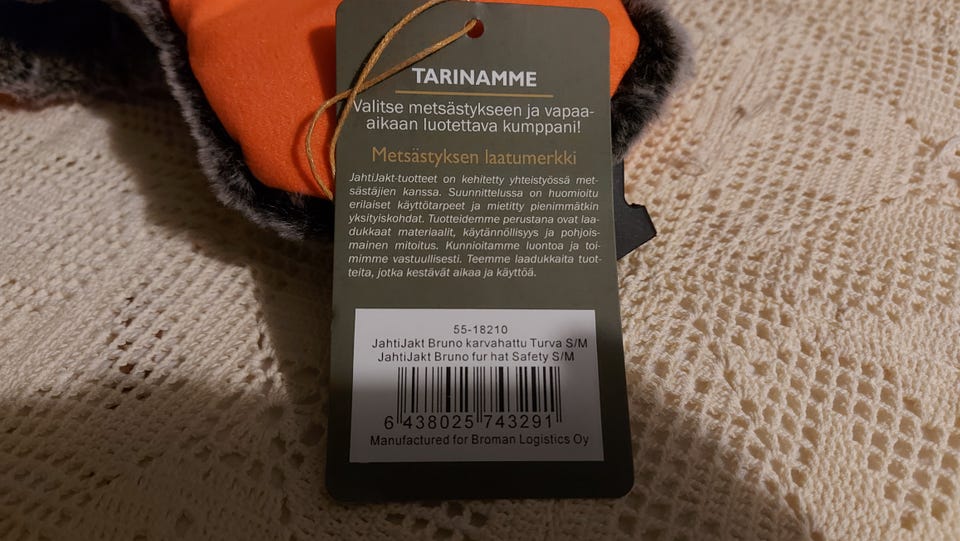 TARINAMME
Valitse metsästykseen ja vapaa-
aikaan luotettava kumppani!
Metsästyksen laatumerkki
JahtiJakt-tuotteet on kehitetty yhteistyössä met-
sästäjien kanssa. Suunnittelussa on huomioitu
erilaiset käyttötarpeet ja mietitty pienimmätkin
yksityiskohdat. Tuotteidemme perustana ovat laa-
dukkaat materiaalit, käytännöllisyys ja pohjois-
mainen mitoitus. Kunnioitamme luontoa ja toi-
mimme vastuullisesti. Teemme laadukkaita tuot-
teita, jotka kestävät aikaa ja käyttöä.
55-18210
JahtiJakt Bruno karvahattu Turva S/M
JahtiJakt Bruno fur hat Safety S/M
6 438025 743291
Manufactured for Broman Logistics Oy